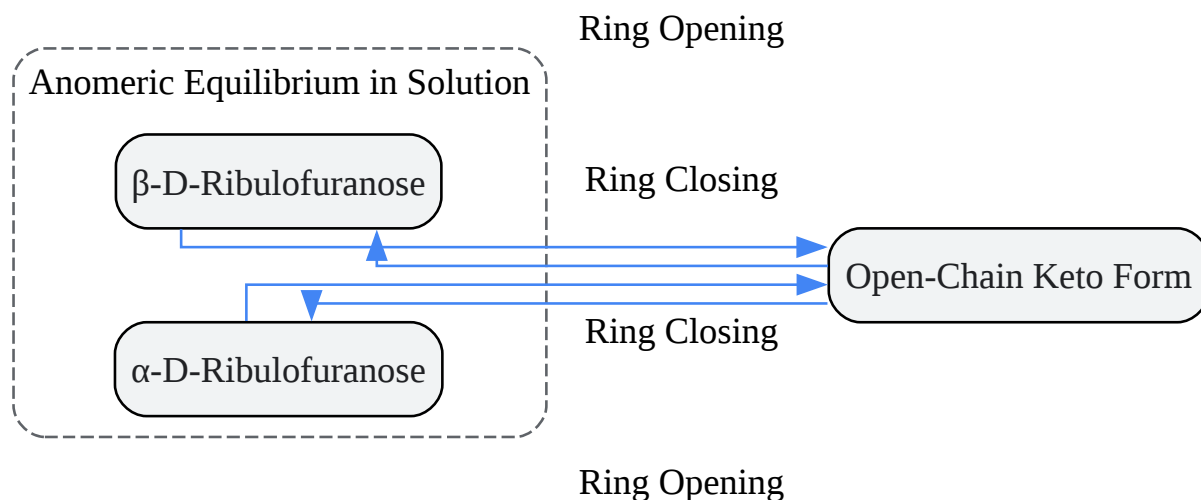 Ring Opening
Anomeric Equilibrium in Solution
β-D-Ribulofuranose
Ring Closing
Open-Chain Keto Form
Ring Closing
α-D-Ribulofuranose
Ring Opening